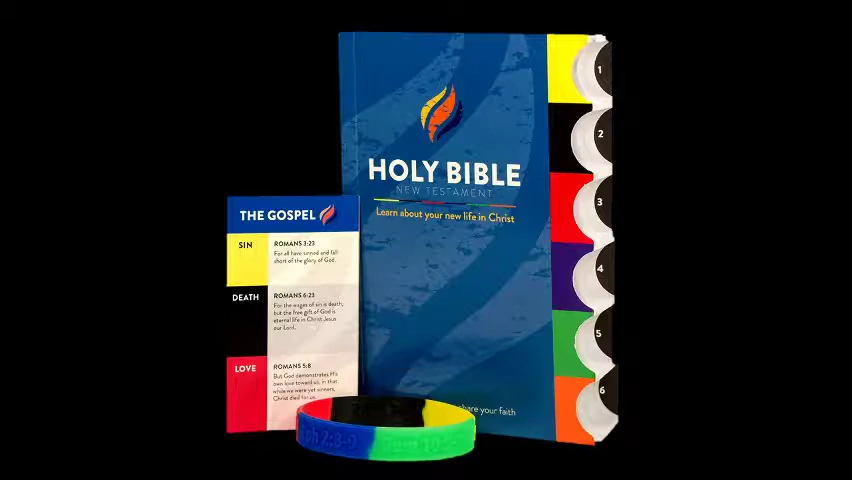 HOLY BIBLE
NEW TESTAMENT
Learn about your new life in Christ
share your faith
1
2
3
4
5
6
THE GOSPEL
SIN
ROMANS 3:23
For all have sinned and fall
short of the glory of God.
DEATH
ROMANS 6:23
For the wages of sin is death,
but the free gift of God is
eternal life in Christ Jesus
our Lord.
LOVE
ROMANS 5:8
But God demonstrates His
own love toward us, in that
while we were yet sinners,
Christ died for us.
ph 2:8-9